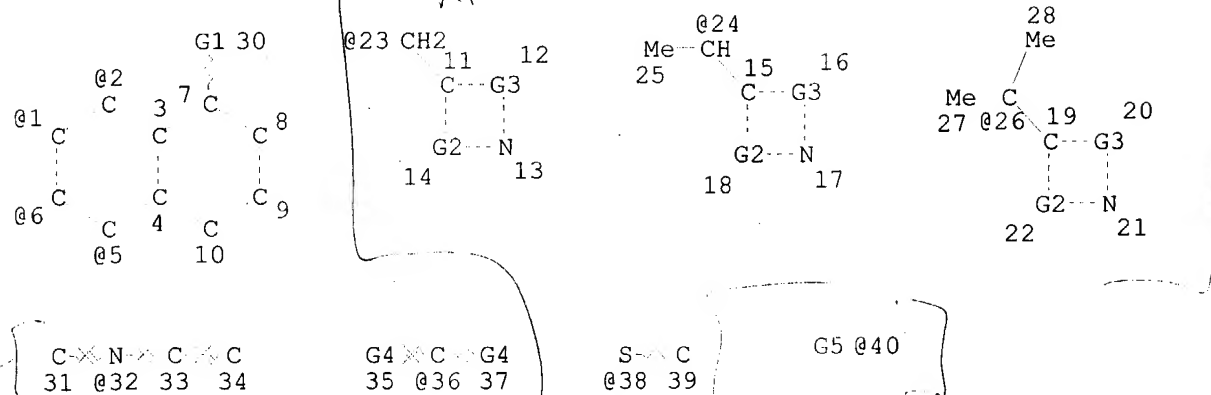 28
@24
Me
G1 30
@23 CH2
Me CH
11 12
25
15 16
@2
7
C
C G3
C G3
Me C
20
C
3
C
27 @26
19
@1
8
C G3
C
C
C
G2 N
G2 N
14 13
18 17
C
C
C
G2 N
@6
4
9
22 21
C
C
@5
10
C N C C
G4 C G4
S C
G5 @40
31 @32 33 34
35 @36 37
@38 39